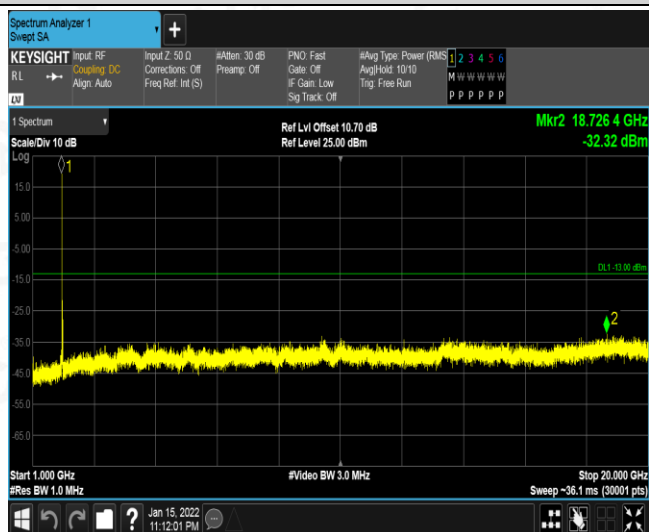 Spectrum Analyzer 1
Swept SA
KEYSIGHT
RL
LXI
Input: RF
Coupling: DC
Align: Auto
Input Z: 50 Ω
Corrections: Off
Freq Ref: Int (S)
#Atten: 30 dB
Preamp: Off
PNO: Fast
Gate: Off
IF Gain: Low
Sig Track: Off
#Avg Type: Power (RMS
Avg|Hold: 10/10
Trig: Free Run
1 2 3 4 5 6
M W W W W W
P P P P P P
1 Spectrum
Scale/Div 10 dB
Ref Lvl Offset 10.70 dB
Ref Level 25.00 dBm
Mkr2 18.726 4 GHz
-32.32 dBm
Log
1
15.0
5.00
-5.00
DL1 -13.00 dBm
-15.0
-25.0
2
-35.0
-45.0
-55.0
-65.0
Start 1.000 GHz
#Res BW 1.0 MHz
#Video BW 3.0 MHz
Stop 20.000 GHz
Sweep ~36.1 ms (30001 pts)
?
Jan 15, 2022
11:12:01 PM